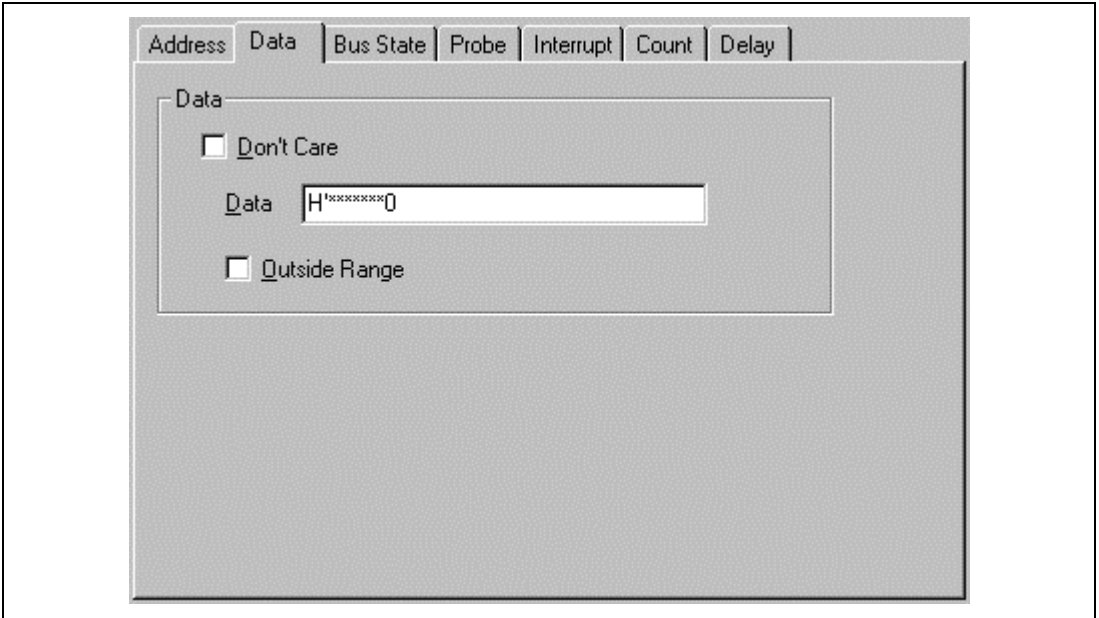 Address Data Bus State Probe Interrupt Count Delay
Data
Don't Care
Data H'*******0
Outside Range